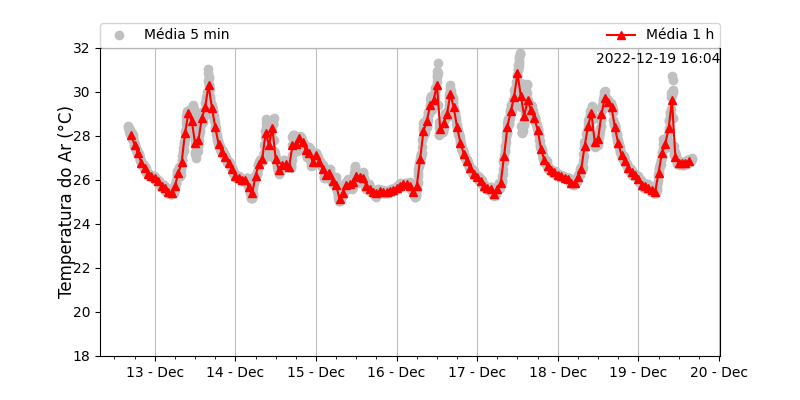 Média 5 min
Média 1 h
2022-12-19 16:04
Temperatura do Ar (°C)
32
30
28
26
24
22
20
18
13 - Dec
14 - Dec
15 - Dec
16 - Dec
17 - Dec
18 - Dec
19 - Dec
20 - Dec